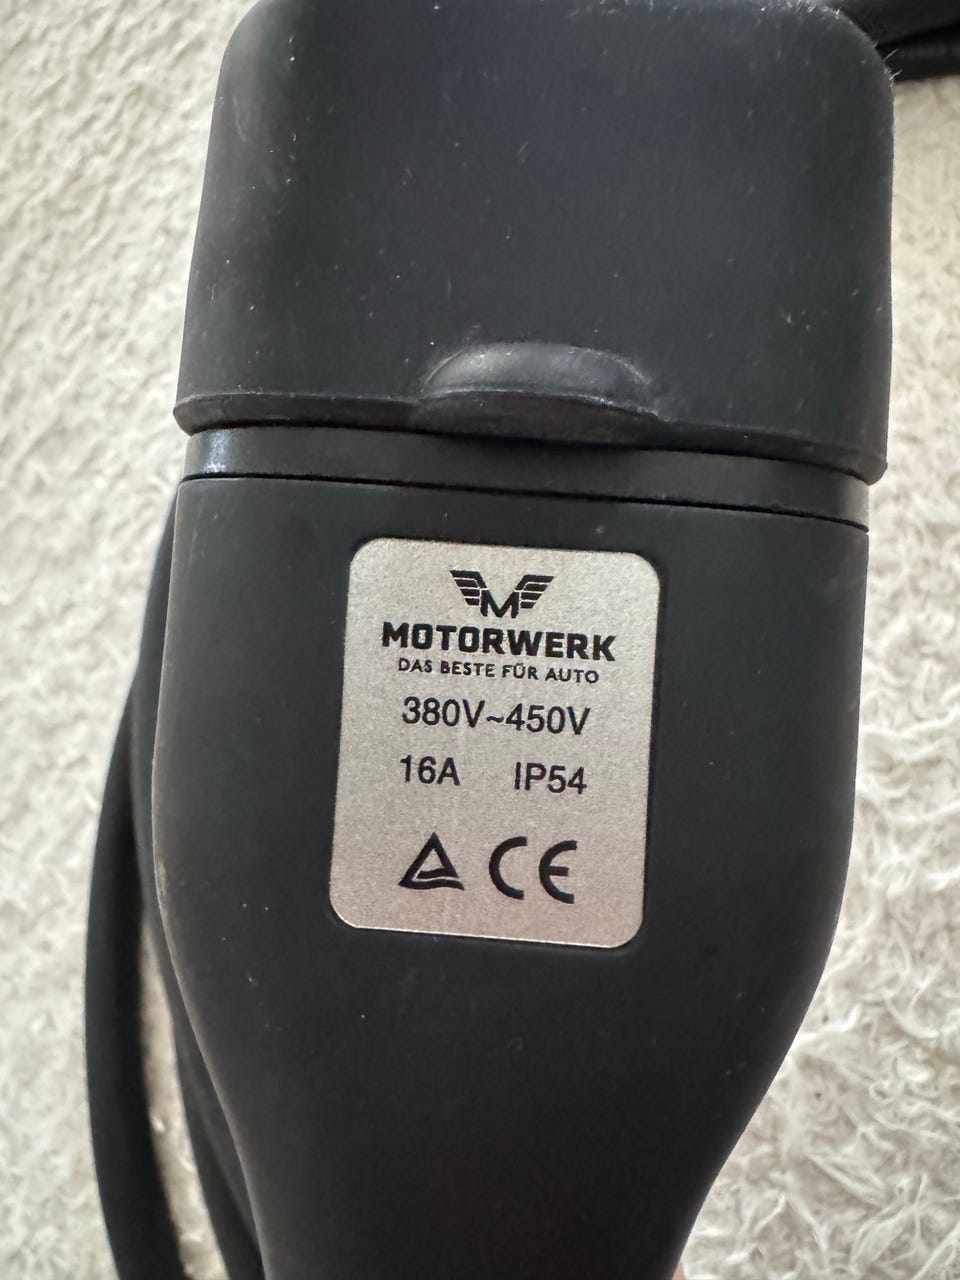 M
MOTORWERK
DAS BESTE FÜR AUTO
380V~450V
16A IP54
CE